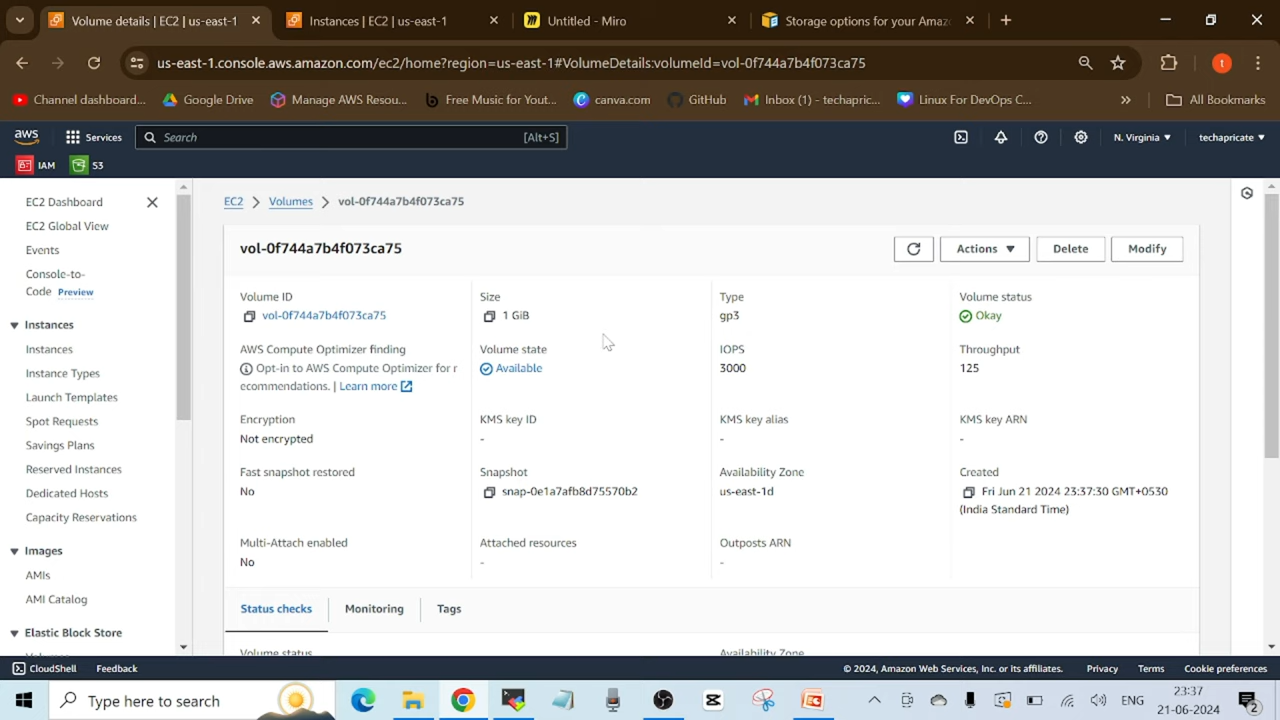 Volume details | EC2 | us-east-1
Instances | EC2 | us-east-1
Untitled - Miro
Storage options for your Amaz
us-east-1.console.aws.amazon.com/ec2/home?region=us-east-1#VolumeDetails:volumeId=vol-0f744a7b4f073ca75
t
Channel dashboard...
Google Drive
Manage AWS Resou...
Free Music for Yout...
canva.com
GitHub
Inbox (1) - techapric...
Linux For DevOps C...
All Bookmarks
aws
Services
Search
[Alt+S]
N. Virginia
techapricate
IAM
S3
EC2 Dashboard
EC2 Global View
Events
Console-to-
Code Preview
Instances
Instances
Instance Types
Launch Templates
Spot Requests
Savings Plans
Reserved Instances
Dedicated Hosts
Capacity Reservations
Images
AMIs
AMI Catalog
Elastic Block Store
EC2 > Volumes > vol-0f744a7b4f073ca75
vol-0f744a7b4f073ca75
Actions
Delete
Modify
Volume ID
vol-0f744a7b4f073ca75
Size
1 GiB
Type
gp3
Volume status
Okay
AWS Compute Optimizer finding
Opt-in to AWS Compute Optimizer for r
ecommendations. | Learn more
Volume state
Available
IOPS
3000
Throughput
125
Encryption
Not encrypted
KMS key ID
-
KMS key alias
-
KMS key ARN
-
Fast snapshot restored
No
Snapshot
snap-0e1a7afb8d75570b2
Availability Zone
us-east-1d
Created
Fri Jun 21 2024 23:37:30 GMT+0530
(India Standard Time)
Multi-Attach enabled
No
Attached resources
-
Outposts ARN
-
Status checks
Monitoring
Tags
Volume status
Availability Zone
CloudShell
Feedback
© 2024, Amazon Web Services, Inc. or its affiliates.
Privacy
Terms
Cookie preferences
Type here to search
ENG
23:37
21-06-2024
2